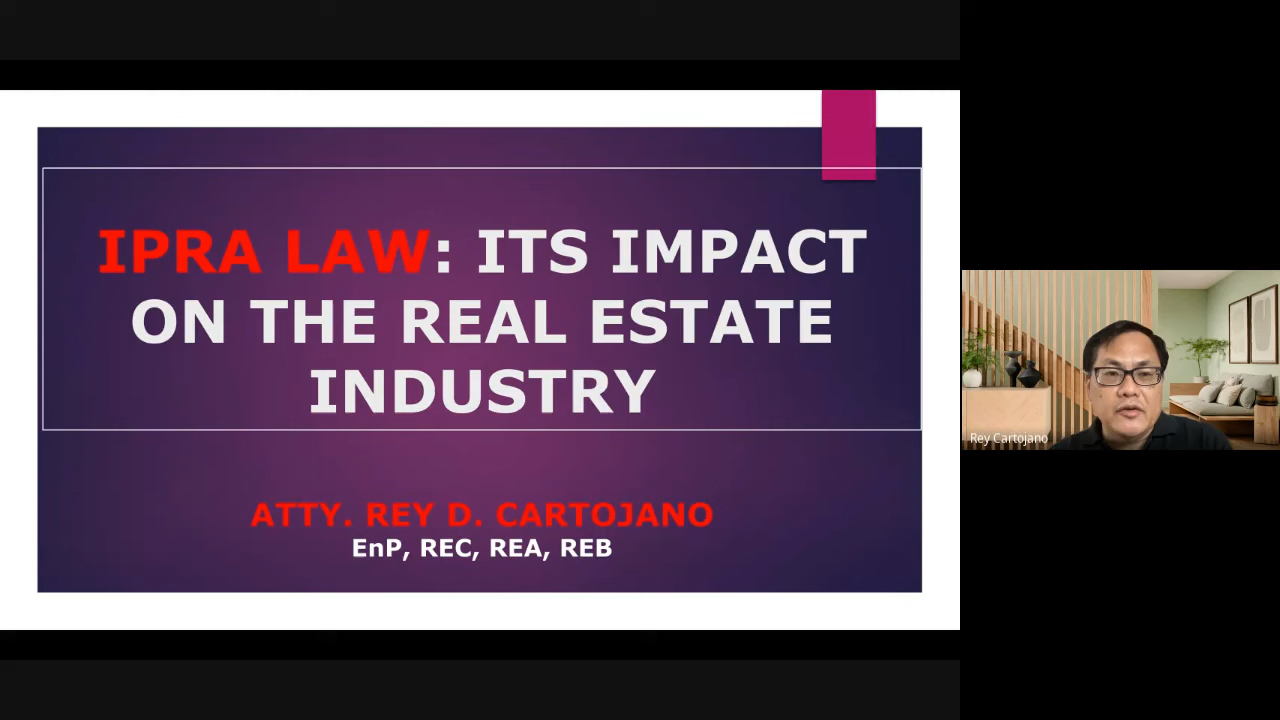 IPRA LAW: ITS IMPACT
ON THE REAL ESTATE
INDUSTRY
ATTY. REY D. CARTOJANO
EnP, REC, REA, REB
Rey Cartojano